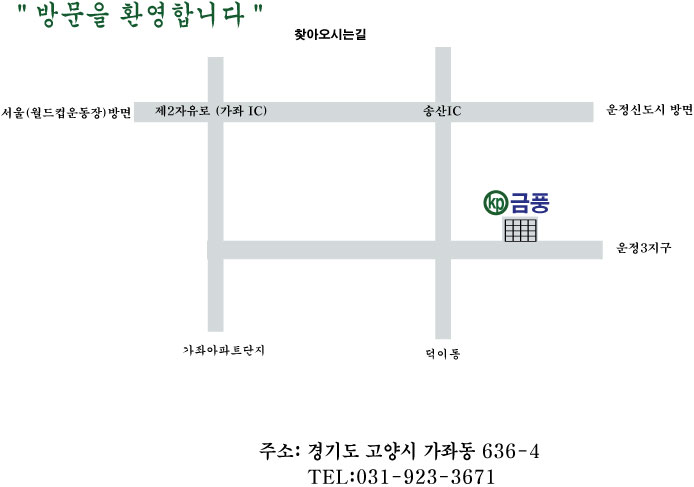 " 방문을 환영합니다 "
찾아오시는길
서울(월드컵운동장)방면
제2자유로 (가좌 IC)
송산IC
운정신도시 방면
kp 금풍
운정3지구
가좌아파트단지
덕이동
주소: 경기도 고양시 가좌동 636-4
TEL:031-923-3671